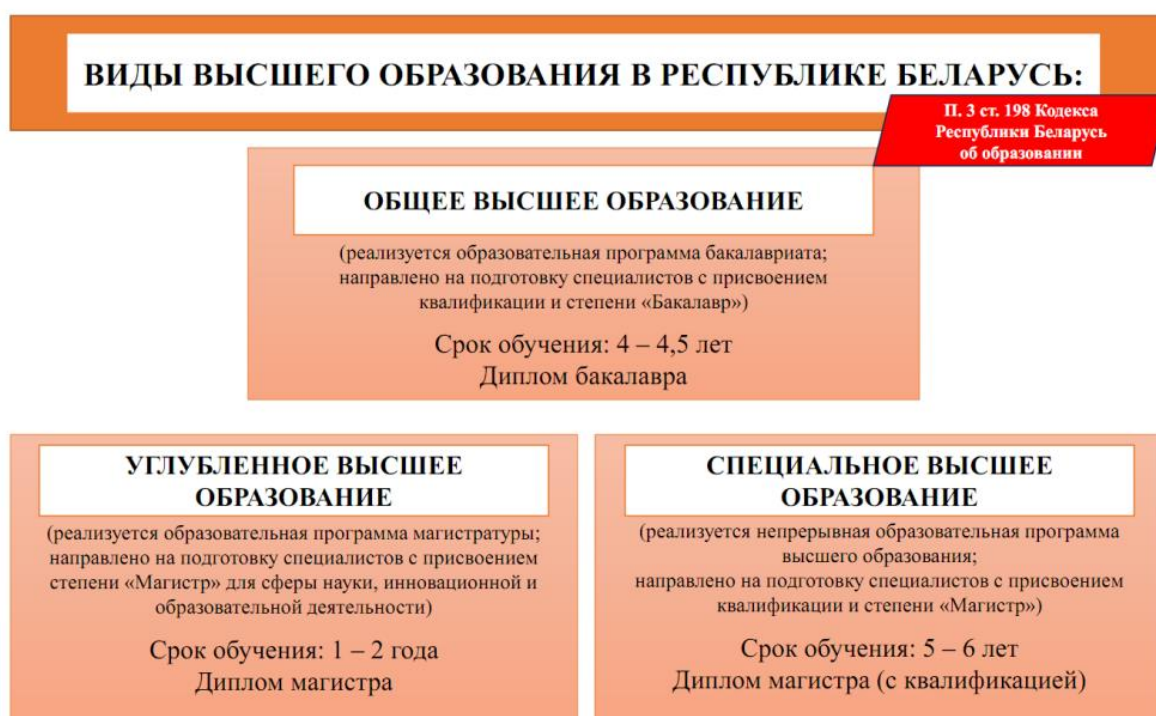 ВИДЫ ВЫСШЕГО ОБРАЗОВАНИЯ В РЕСПУБЛИКЕ БЕЛАРУСЬ:
П. 3 ст. 198 Кодекса
Республики Беларусь
об образовании
ОБЩЕЕ ВЫСШЕЕ ОБРАЗОВАНИЕ
(реализуется образовательная программа бакалавриата;
направлено на подготовку специалистов с присвоением
квалификации и степени «Бакалавр»)
Срок обучения: 4 – 4,5 лет
Диплом бакалавра
УГЛУБЛЕННОЕ ВЫСШЕЕ
ОБРАЗОВАНИЕ
(реализуется образовательная программа магистратуры;
направлено на подготовку специалистов с присвоением
степени «Магистр» для сферы науки, инновационной и
образовательной деятельности)
Срок обучения: 1 – 2 года
Диплом магистра
СПЕЦИАЛЬНОЕ ВЫСШЕЕ
ОБРАЗОВАНИЕ
(реализуется непрерывная образовательная программа
высшего образования;
направлено на подготовку специалистов с присвоением
квалификации и степени «Магистр»)
Срок обучения: 5 – 6 лет
Диплом магистра (с квалификацией)